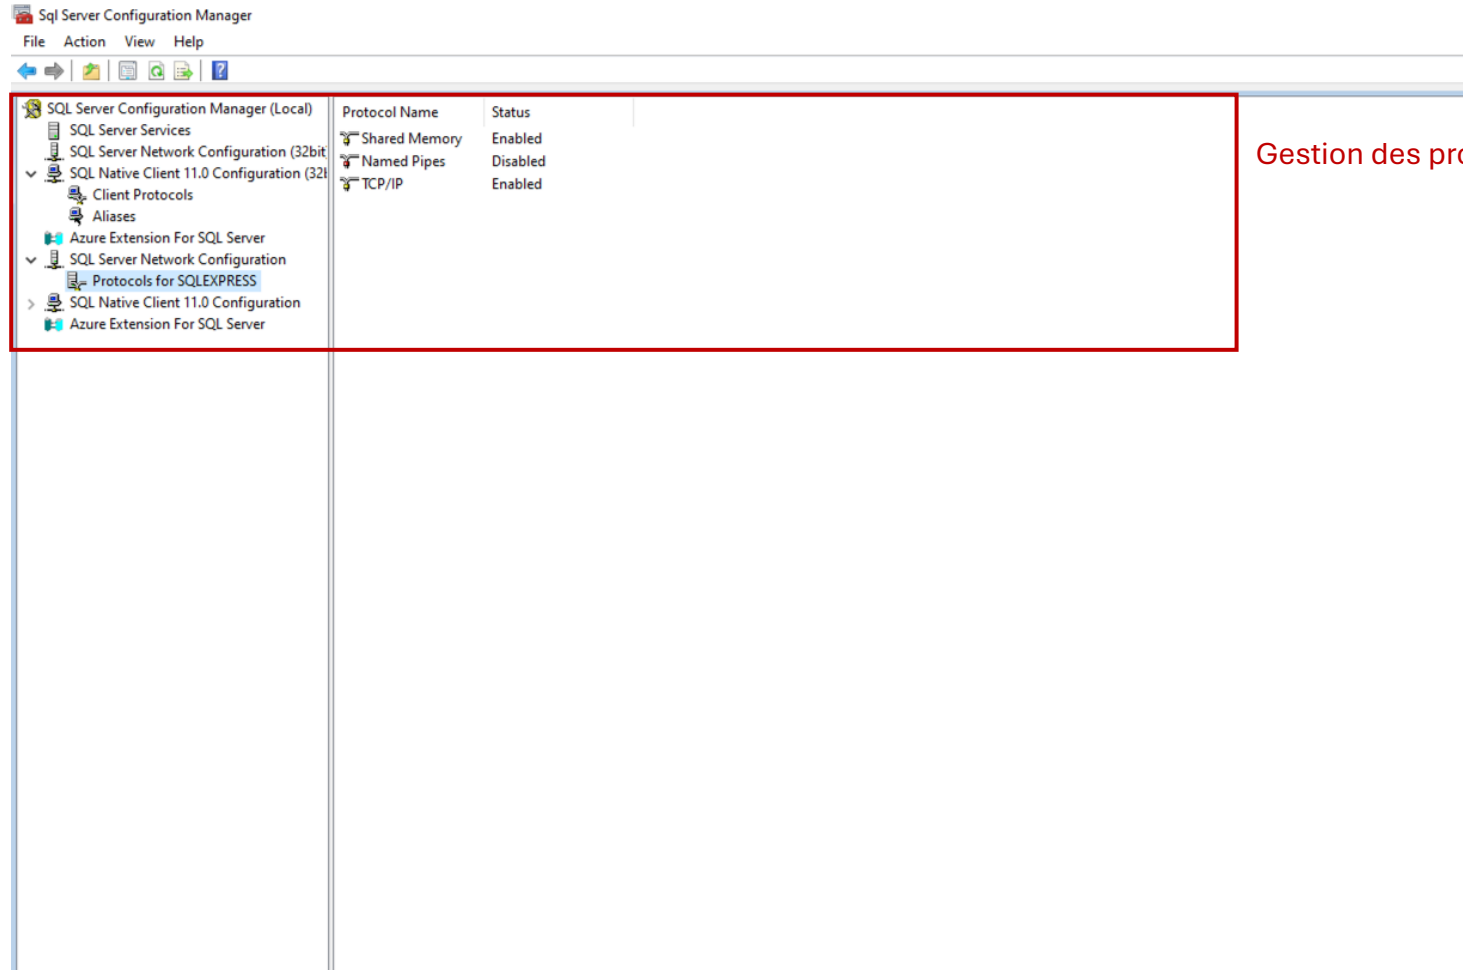 Sql Server Configuration Manager
File Action View Help
SQL Server Configuration Manager (Local)
SQL Server Services
SQL Server Network Configuration (32bit
SQL Native Client 11.0 Configuration (32
Client Protocols
Aliases
Azure Extension For SQL Server
SQL Server Network Configuration
Protocols for SQLEXPRESS
SQL Native Client 11.0 Configuration
Azure Extension For SQL Server
Protocol Name Status
Shared Memory Enabled
Named Pipes Disabled
TCP/IP Enabled
Gestion des